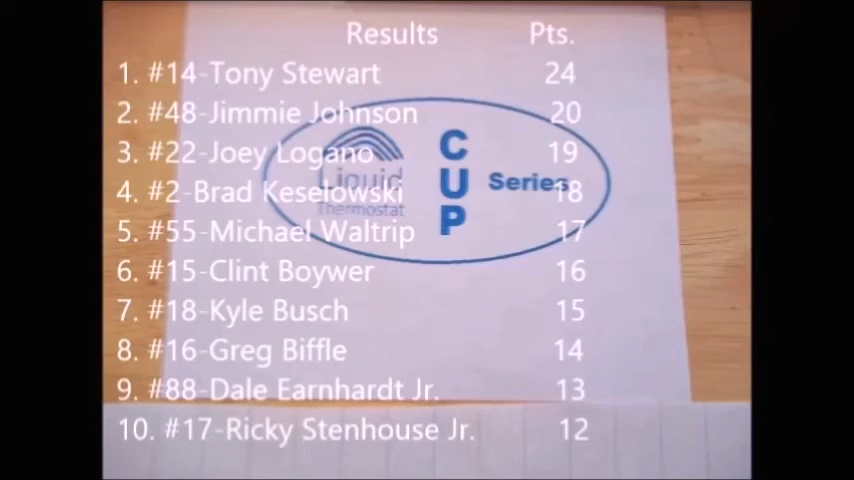 Results Pts.
1. #14-Tony Stewart 24
2. #48-Jimmie Johnson 20
3. #22-Joey Logano 19
4. #2-Brad Keselowski 18
5. #55-Michael Waltrip 17
6. #15-Clint Boywer 16
7. #18-Kyle Busch 15
8. #16-Greg Biffle 14
9. #88-Dale Earnhardt Jr. 13
10. #17-Ricky Stenhouse Jr. 12
Liquid
Thermostat
CUP
Series